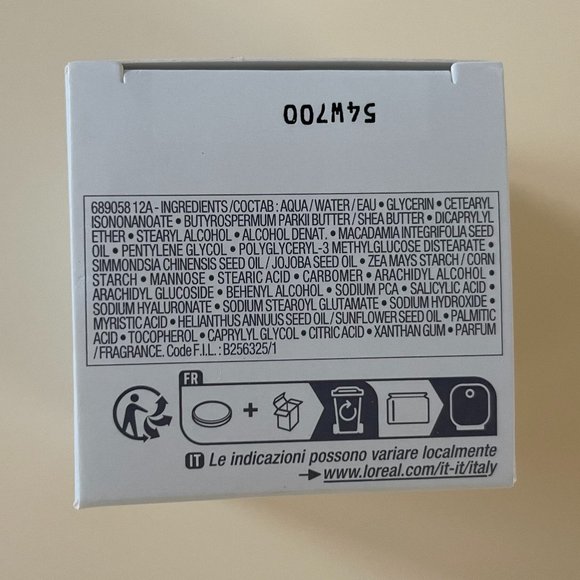 54W700
6890581 2A - INGREDIENTS / СОСТАВ : AQUA / WATER / EAU • GLYCERIN • CETEARYL
ISONONANOATE • BUTYROSPERMUM PARKII BUTTER / SHEA BUTTER • DICAPRYLYL
ETHER • STEARYL ALCOHOL • ALCOHOL DENAT. • MACADAMIA INTEGRIFOLIA SEED
OIL • PENTYLENE GLYCOL • POLYGLYCERYL-3 METHYLGLUCOSE DISTEARATE •
SIMMONDSIA CHINENSIS SEED OIL / JOJOBA SEED OIL • ZEA MAYS STARCH / CORN
STARCH • MANNOSE • STEARIC ACID • CARBOMER • ARACHIDYL ALCOHOL •
ARACHIDYL GLUCOSIDE • BEHENYL ALCOHOL • SODIUM PCA • SALICYLIC ACID •
SODIUM HYALURONATE • SODIUM STEAROYL GLUTAMATE • SODIUM HYDROXIDE •
MYRISTIC ACID • HELIANTHUS ANNUUS SEED OIL / SUNFLOWER SEED OIL • PALMITIC
ACID • TOCOPHEROL • CAPRYLYL GLYCOL • CITRIC ACID • XANTHAN GUM • PARFUM
/ FRAGRANCE. Code F.I.L. : B256325/1
FR
+
IT Le indicazioni possono variare localmente
www.loreal.com/it-it/italy